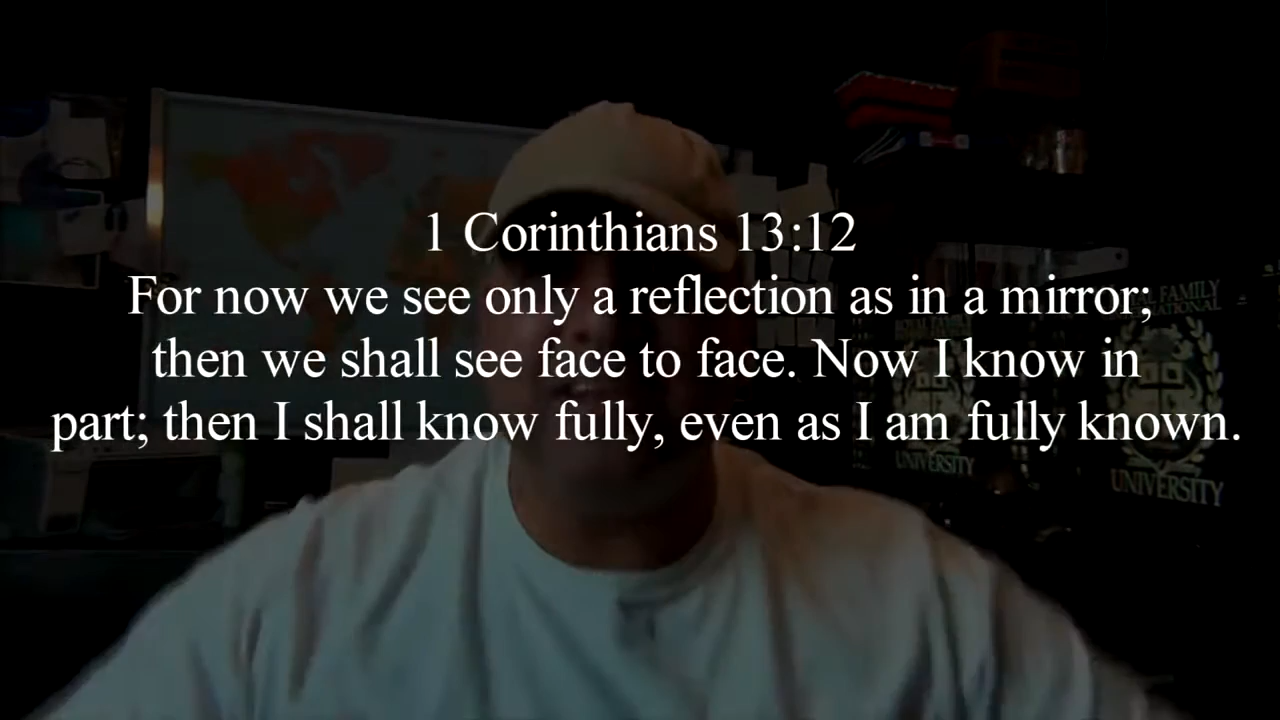 1 Corinthians 13:12
For now we see only a reflection as in a mirror;
then we shall see face to face. Now I know in
part; then I shall know fully, even as I am fully known.
FAMILY
UNIVERSITY
UNIVERSITY